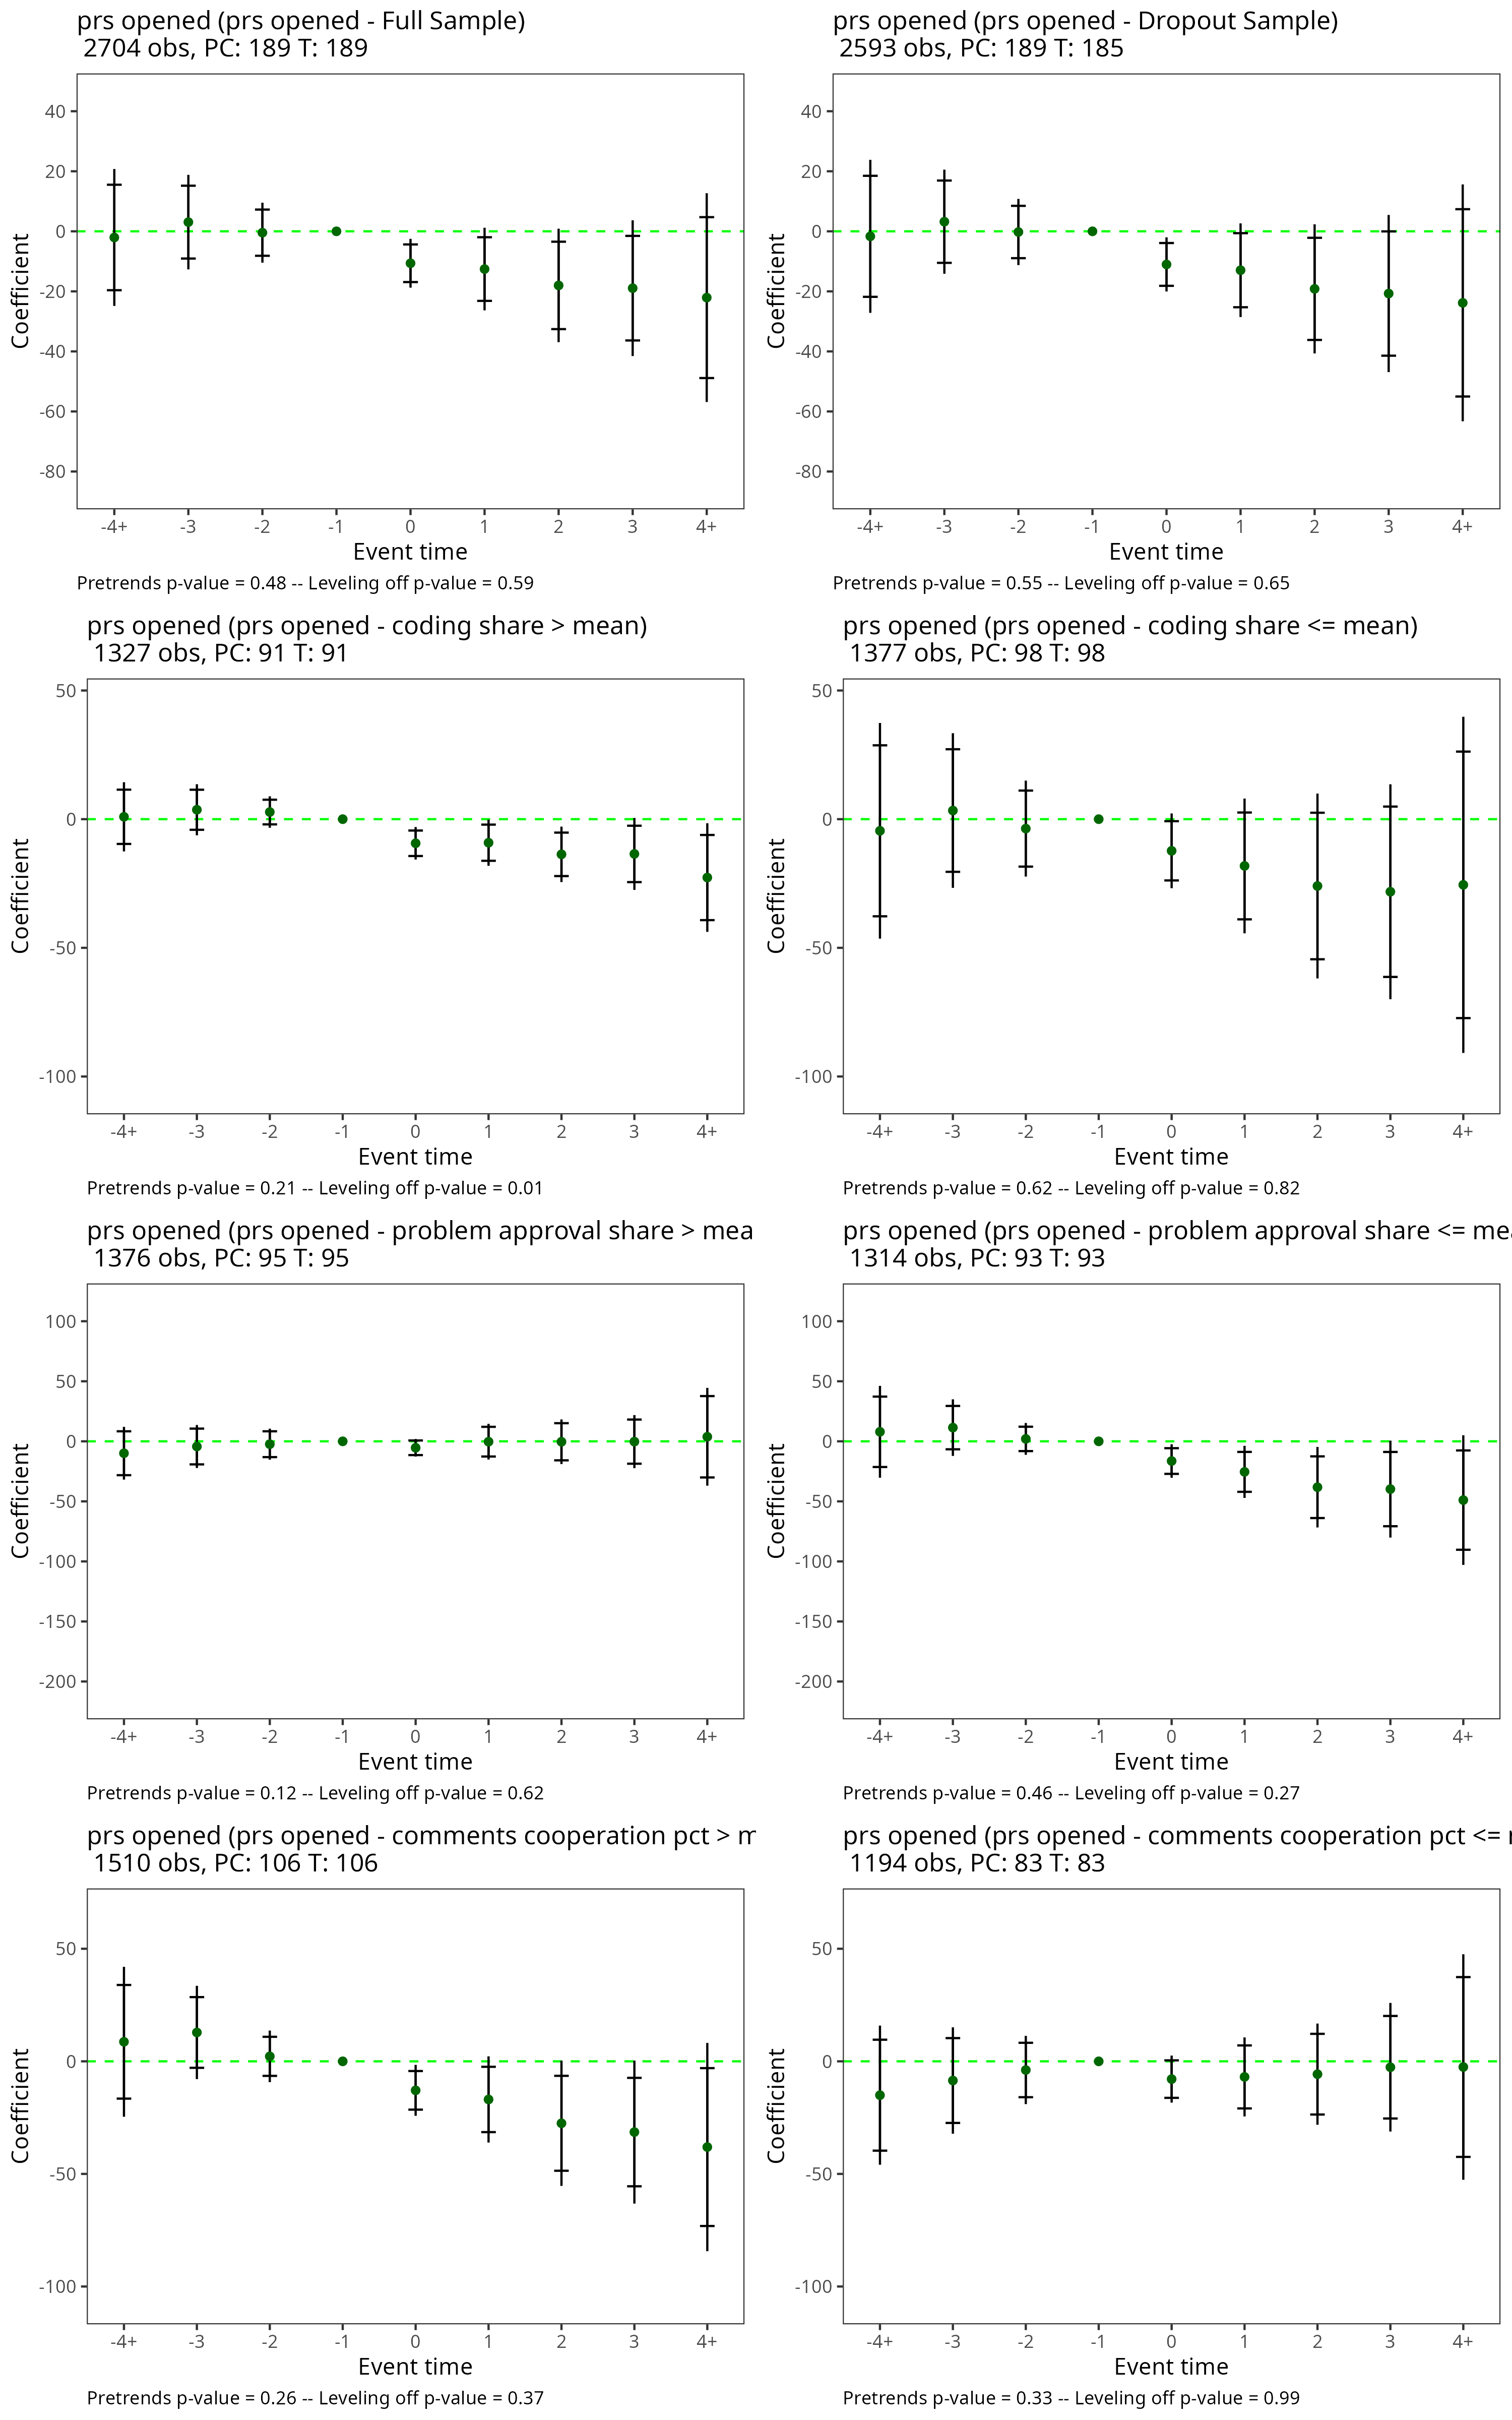 prs opened (prs opened - Full Sample)
2704 obs, PC: 189 T: 189
40
20
0
-20
-40
-60
-80
Coefficient
-4+ -3 -2 -1 0 1 2 3 4+
Event time
Pretrends p-value = 0.48 -- Leveling off p-value = 0.59
prs opened (prs opened - Dropout Sample)
2593 obs, PC: 189 T: 185
40
20
0
-20
-40
-60
-80
Coefficient
-4+ -3 -2 -1 0 1 2 3 4+
Event time
Pretrends p-value = 0.55 -- Leveling off p-value = 0.65
prs opened (prs opened - coding share > mean)
1327 obs, PC: 91 T: 91
50
0
-50
-100
Coefficient
-4+ -3 -2 -1 0 1 2 3 4+
Event time
Pretrends p-value = 0.21 -- Leveling off p-value = 0.01
prs opened (prs opened - coding share <= mean)
1377 obs, PC: 98 T: 98
50
0
-50
-100
Coefficient
-4+ -3 -2 -1 0 1 2 3 4+
Event time
Pretrends p-value = 0.62 -- Leveling off p-value = 0.82
prs opened (prs opened - problem approval share > mea
1376 obs, PC: 95 T: 95
100
50
0
-50
-100
-150
-200
Coefficient
-4+ -3 -2 -1 0 1 2 3 4+
Event time
Pretrends p-value = 0.12 -- Leveling off p-value = 0.62
prs opened (prs opened - problem approval share <= mea
1314 obs, PC: 93 T: 93
100
50
0
-50
-100
-150
-200
Coefficient
-4+ -3 -2 -1 0 1 2 3 4+
Event time
Pretrends p-value = 0.46 -- Leveling off p-value = 0.27
prs opened (prs opened - comments cooperation pct > m
1510 obs, PC: 106 T: 106
50
0
-50
-100
Coefficient
-4+ -3 -2 -1 0 1 2 3 4+
Event time
Pretrends p-value = 0.26 -- Leveling off p-value = 0.37
prs opened (prs opened - comments cooperation pct <=
1194 obs, PC: 83 T: 83
50
0
-50
-100
Coefficient
-4+ -3 -2 -1 0 1 2 3 4+
Event time
Pretrends p-value = 0.33 -- Leveling off p-value = 0.99